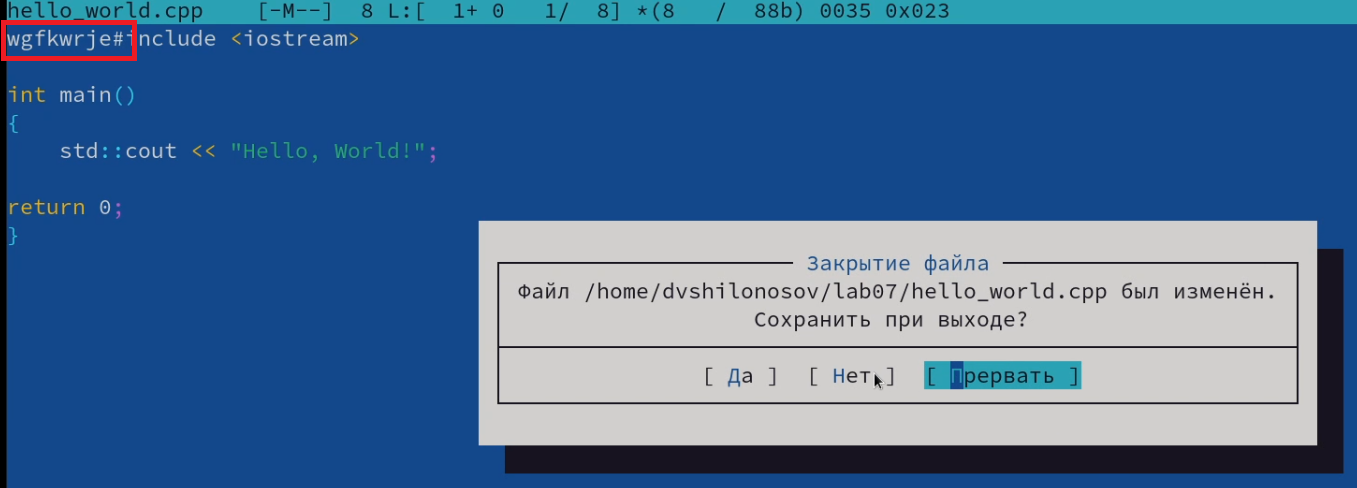 hello_world.cpp    [-M--]  8 L:[  1+ 0   1/  8] *(8   /  88b) 0035 0x023
wgfkwrje#include <iostream>
int main()
{
    std::cout << "Hello, World!";
return 0;
}
Закрытие файла
Файл /home/dvshilonosov/lab07/hello_world.cpp был изменён.
Сохранить при выходе?
[ Да ]  [ Нет ]  [ Прервать ]